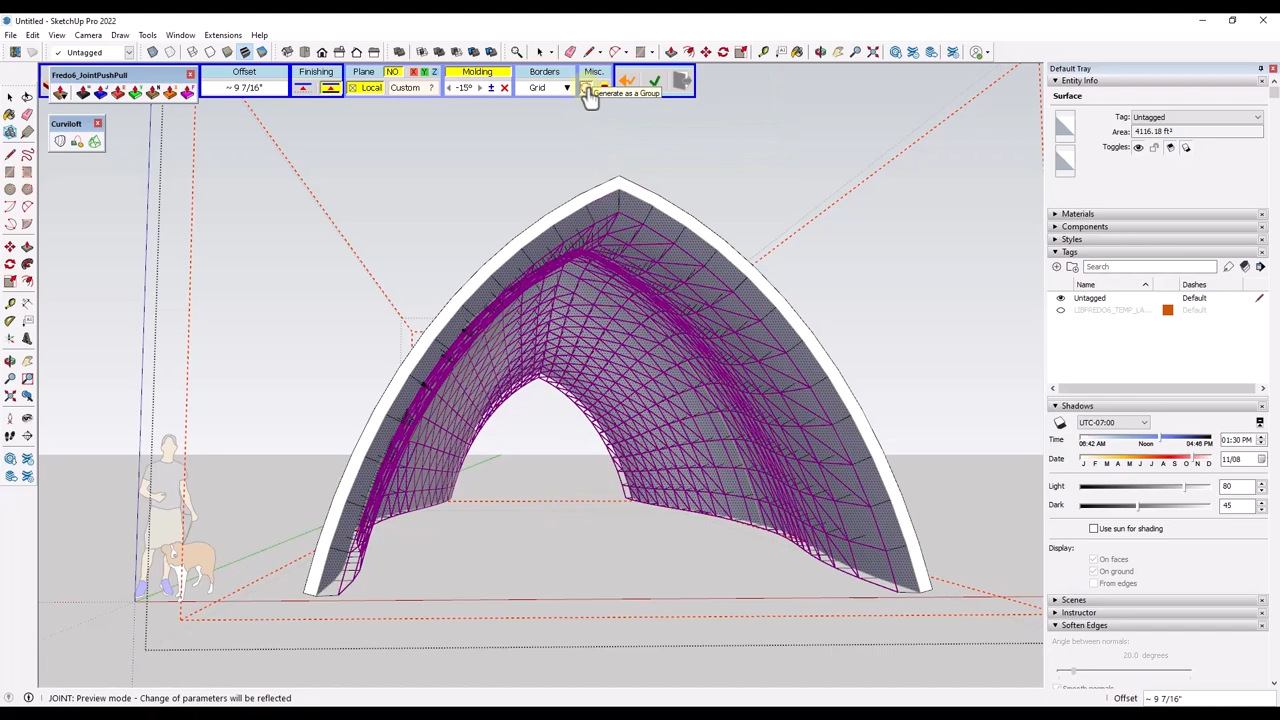 Untitled - SketchUp Pro 2022
File Edit View Camera Draw Tools Window Extensions Help
Untagged
Fredo6_JointPushPull
Offset
~ 9 7/16"
Finishing
Plane NO X Y Z
Local Custom ?
Molding
-15° ±
Borders
Grid
Misc.
Generate as a Group
Curviloft
Default Tray
Entity Info
Surface
Tag: Untagged
Area: 4116.18 ft²
Toggles:
Materials
Components
Styles
Tags
Search
Name Dashes
Untagged Default
LIBFREDO6_TEMP_LA... Default
Shadows
UTC-07:00
Time 06:42 AM Noon 04:46 PM 01:30 PM
Date J F M A M J J A S O N D 11/08
Light 80
Dark 45
Use sun for shading
Display:
On faces
On ground
From edges
Scenes
Instructor
Soften Edges
Angle between normals:
20.0 degrees
Smooth normals
JOINT: Preview mode - Change of parameters will be reflected
Offset ~ 9 7/16"